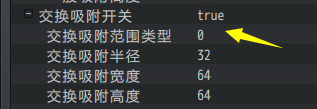 交换吸附开关 true
交换吸附范围类型 0
交换吸附半径 32
交换吸附宽度 64
交换吸附高度 64